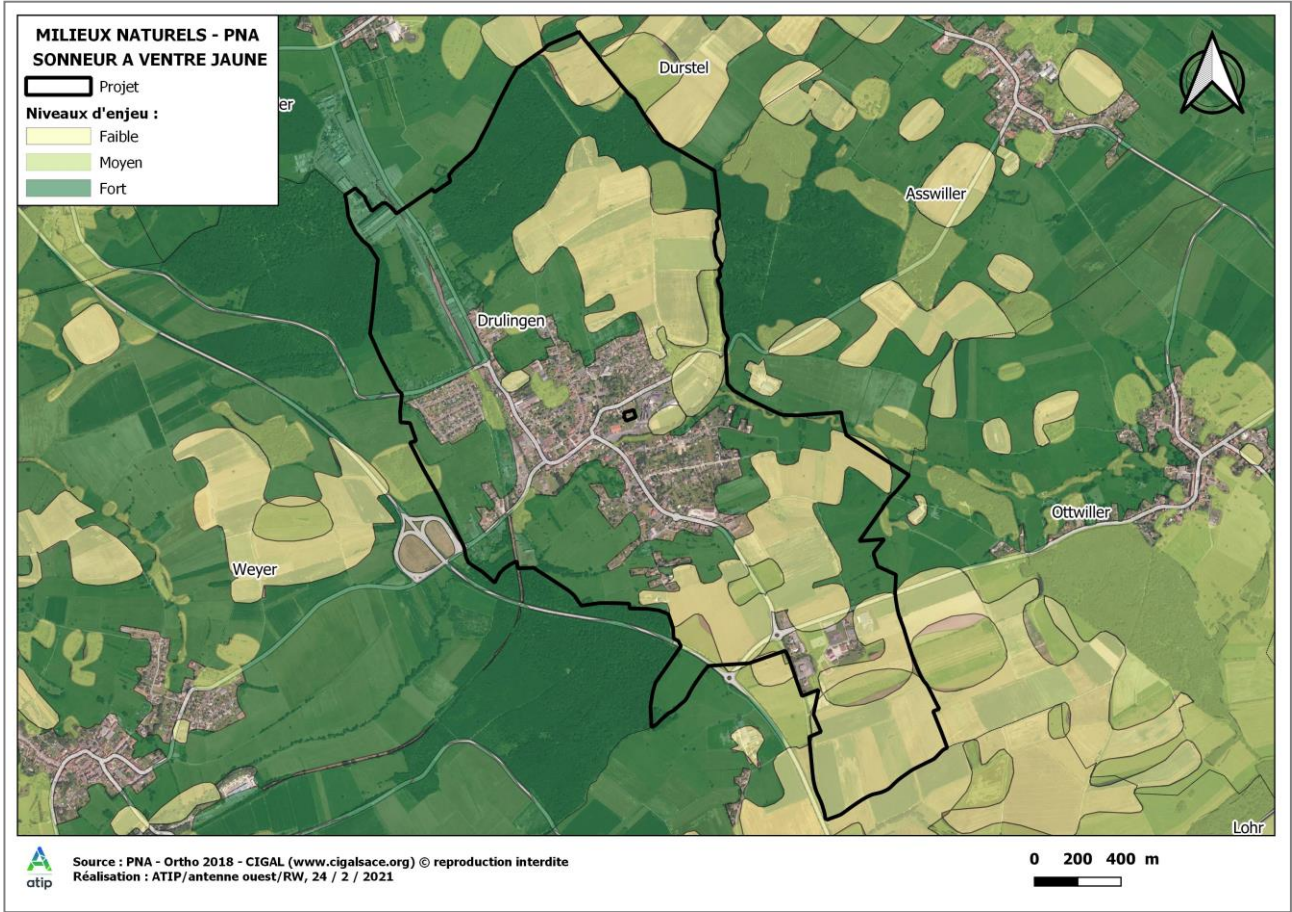 MILIEUX NATURELS - PNA
SONNEUR A VENTRE JAUNE
Projet
Niveaux d'enjeu :
Faible
Moyen
Fort
er
Durstel
Asswiller
Drulingen
Ottwiller
Weyer
Lohr
atip
Source : PNA - Ortho 2018 - CIGAL (www.cigalsace.org) © reproduction interdite
Réalisation : ATIP/antenne ouest/RW, 24 / 2 / 2021
0 200 400 m